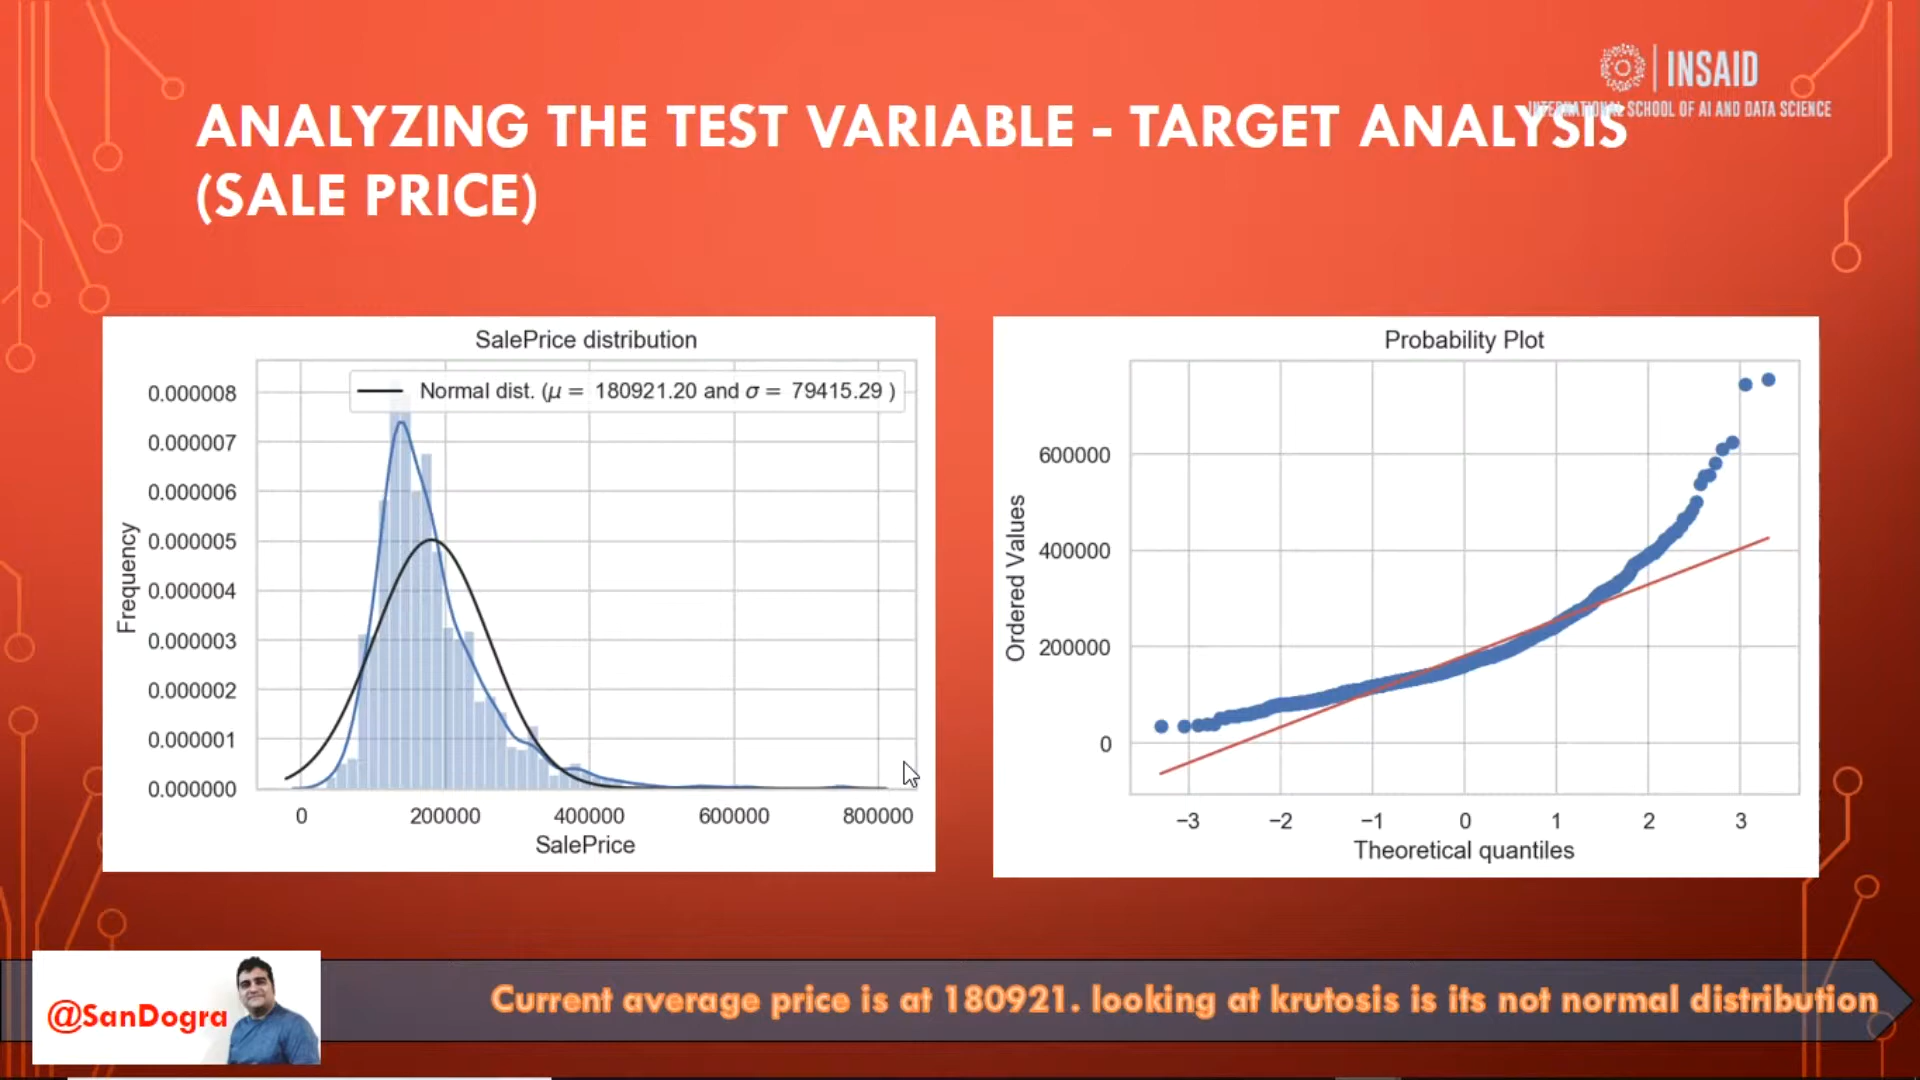 INSAID
INTERNATIONAL SCHOOL OF AI AND DATA SCIENCE
ANALYZING THE TEST VARIABLE - TARGET ANALYSIS
(SALE PRICE)
SalePrice distribution
Normal dist. (μ = 180921.20 and σ = 79415.29 )
0.000008
0.000007
0.000006
0.000005
0.000004
0.000003
0.000002
0.000001
0.000000
Frequency
0 200000 400000 600000 800000
SalePrice
Probability Plot
600000
400000
200000
0
Ordered Values
−3 −2 −1 0 1 2 3
Theoretical quantiles
@SanDogra
Current average price is at 180921. looking at krutosis is its not normal distribution